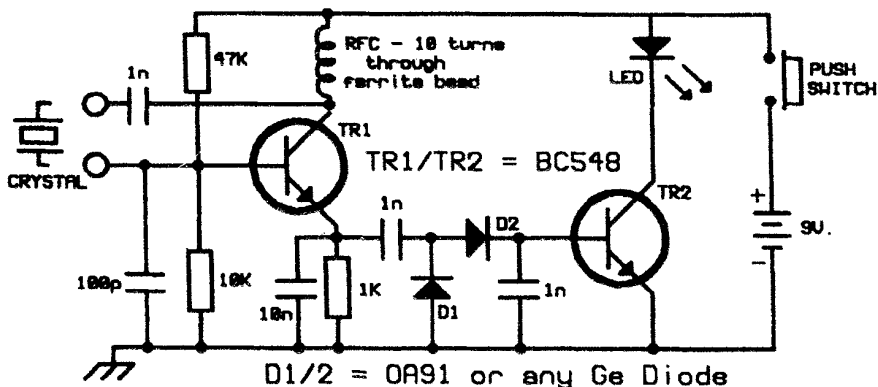 RFC - 10 turns
through
ferrite bead
47K
1n
LED
PUSH
SWITCH
TR1
CRYSTAL
TR1/TR2 = BC548
1n
D2
TR2
+
9V.
-
100p
10K
10n
1K
D1
1n
D1/2 = OA91 or any Ge Diode